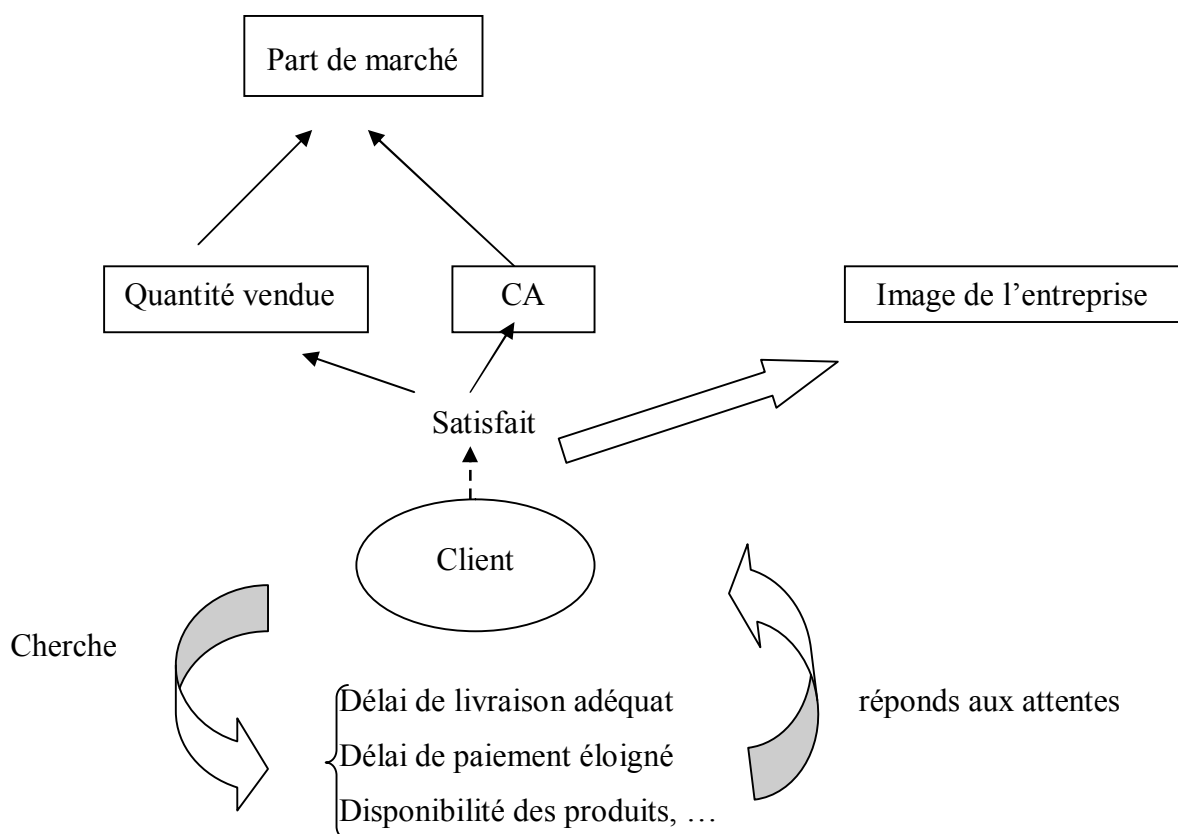 Part de marché
Quantité vendue
CA
Image de l’entreprise
Satisfait
Client
Cherche
Délai de livraison adéquat
réponds aux attentes
Délai de paiement éloigné
Disponibilité des produits, …